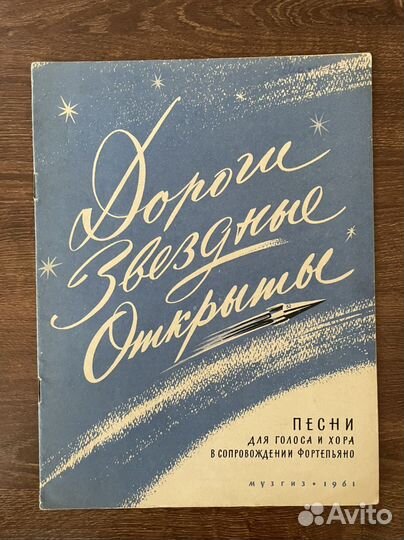 Дороги
Звездные
Открыты
ПЕСНИ
ДЛЯ ГОЛОСА И ХОРА
В СОПРОВОЖДЕНИИ ФОРТЕПЬЯНО
МУЗГИЗ • 1961
Avito